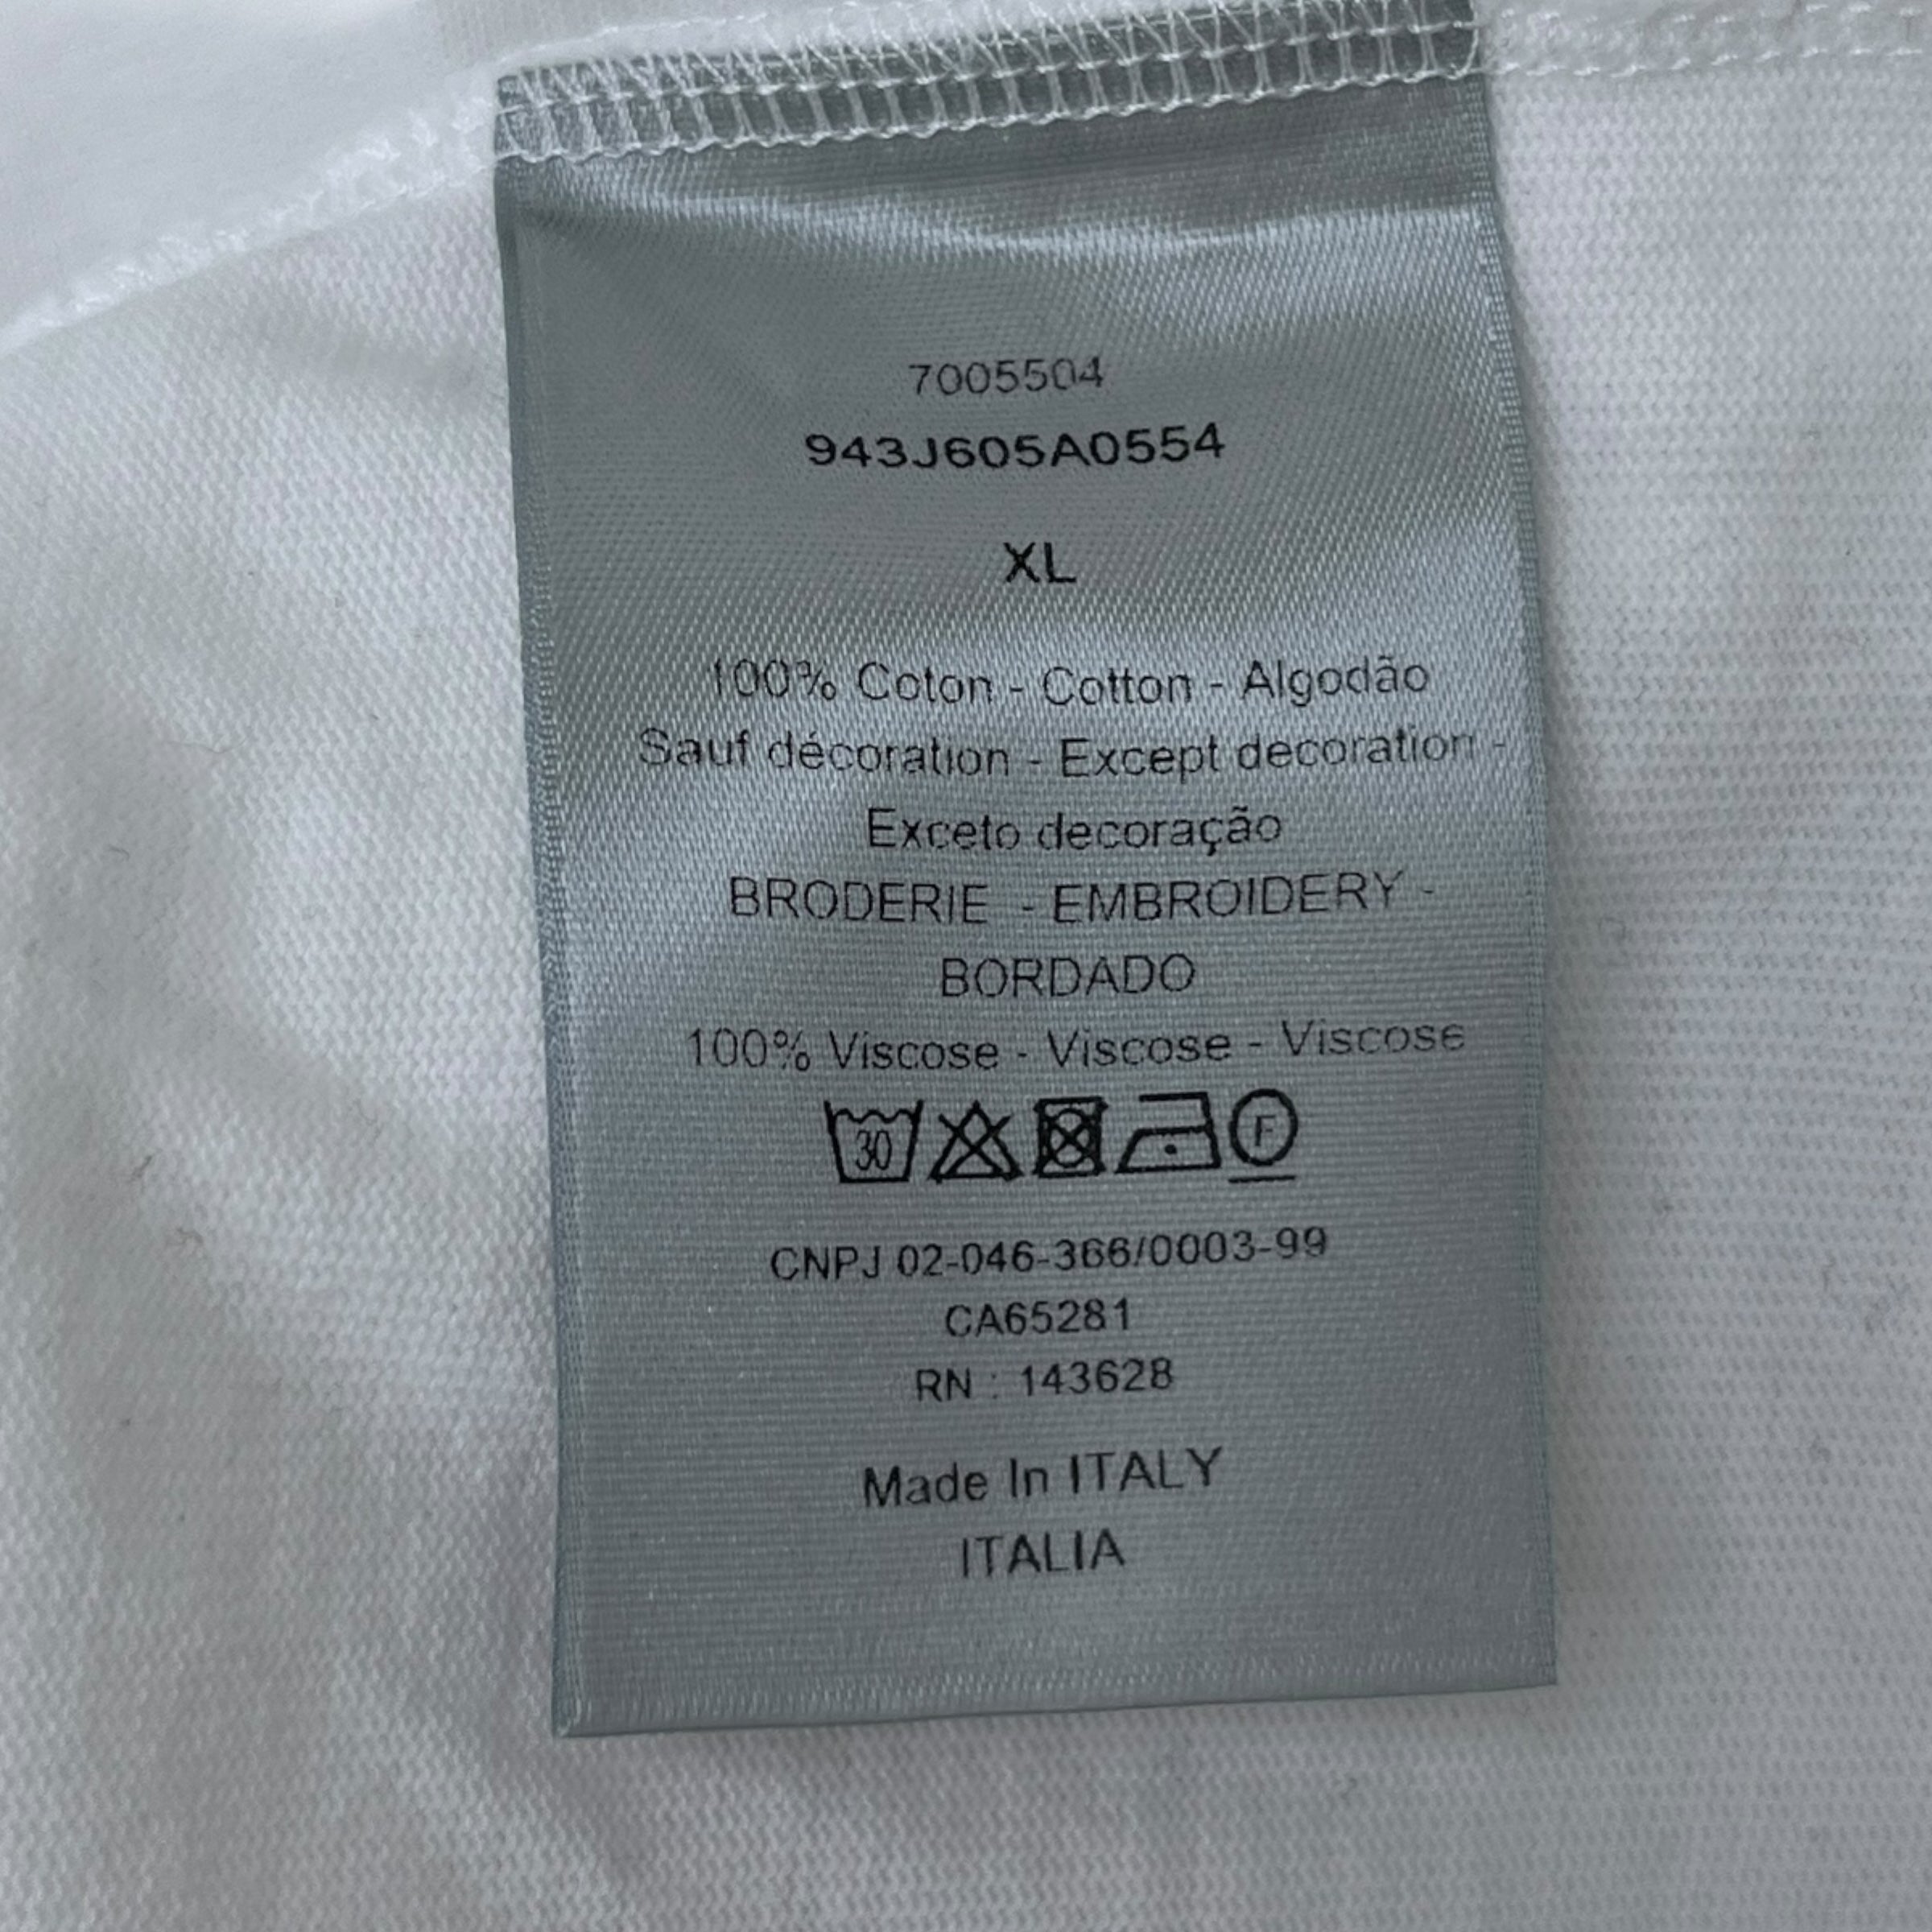 7005504
943J605A0554
XL
100% Coton - Cotton - Algodão
Sauf décoration - Except decoration -
Exceto decoração
BRODERIE - EMBROIDERY -
BORDADO
100% Viscose - Viscose - Viscose
30 F
CNPJ 02-046-366/0003-99
CA65281
RN : 143628
Made In ITALY
ITALIA